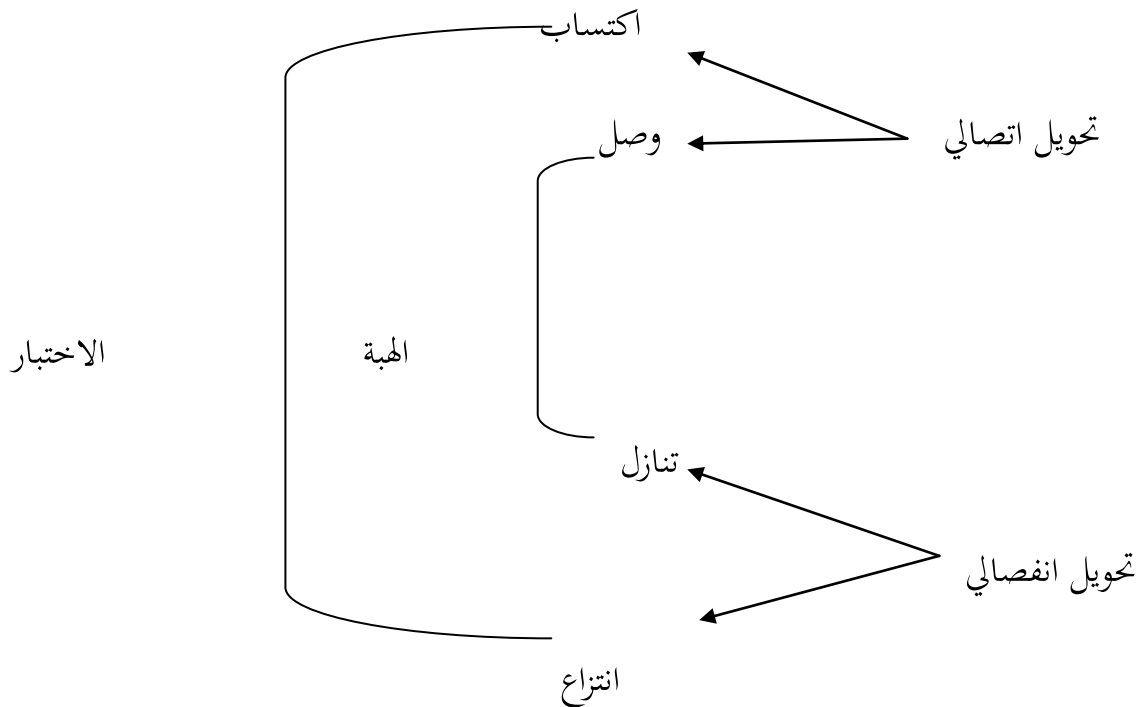 اكتساب
تحويل اتصالي
وصل
الهبة
الاختبار
تنازل
تحويل انفصالي
انتزاع